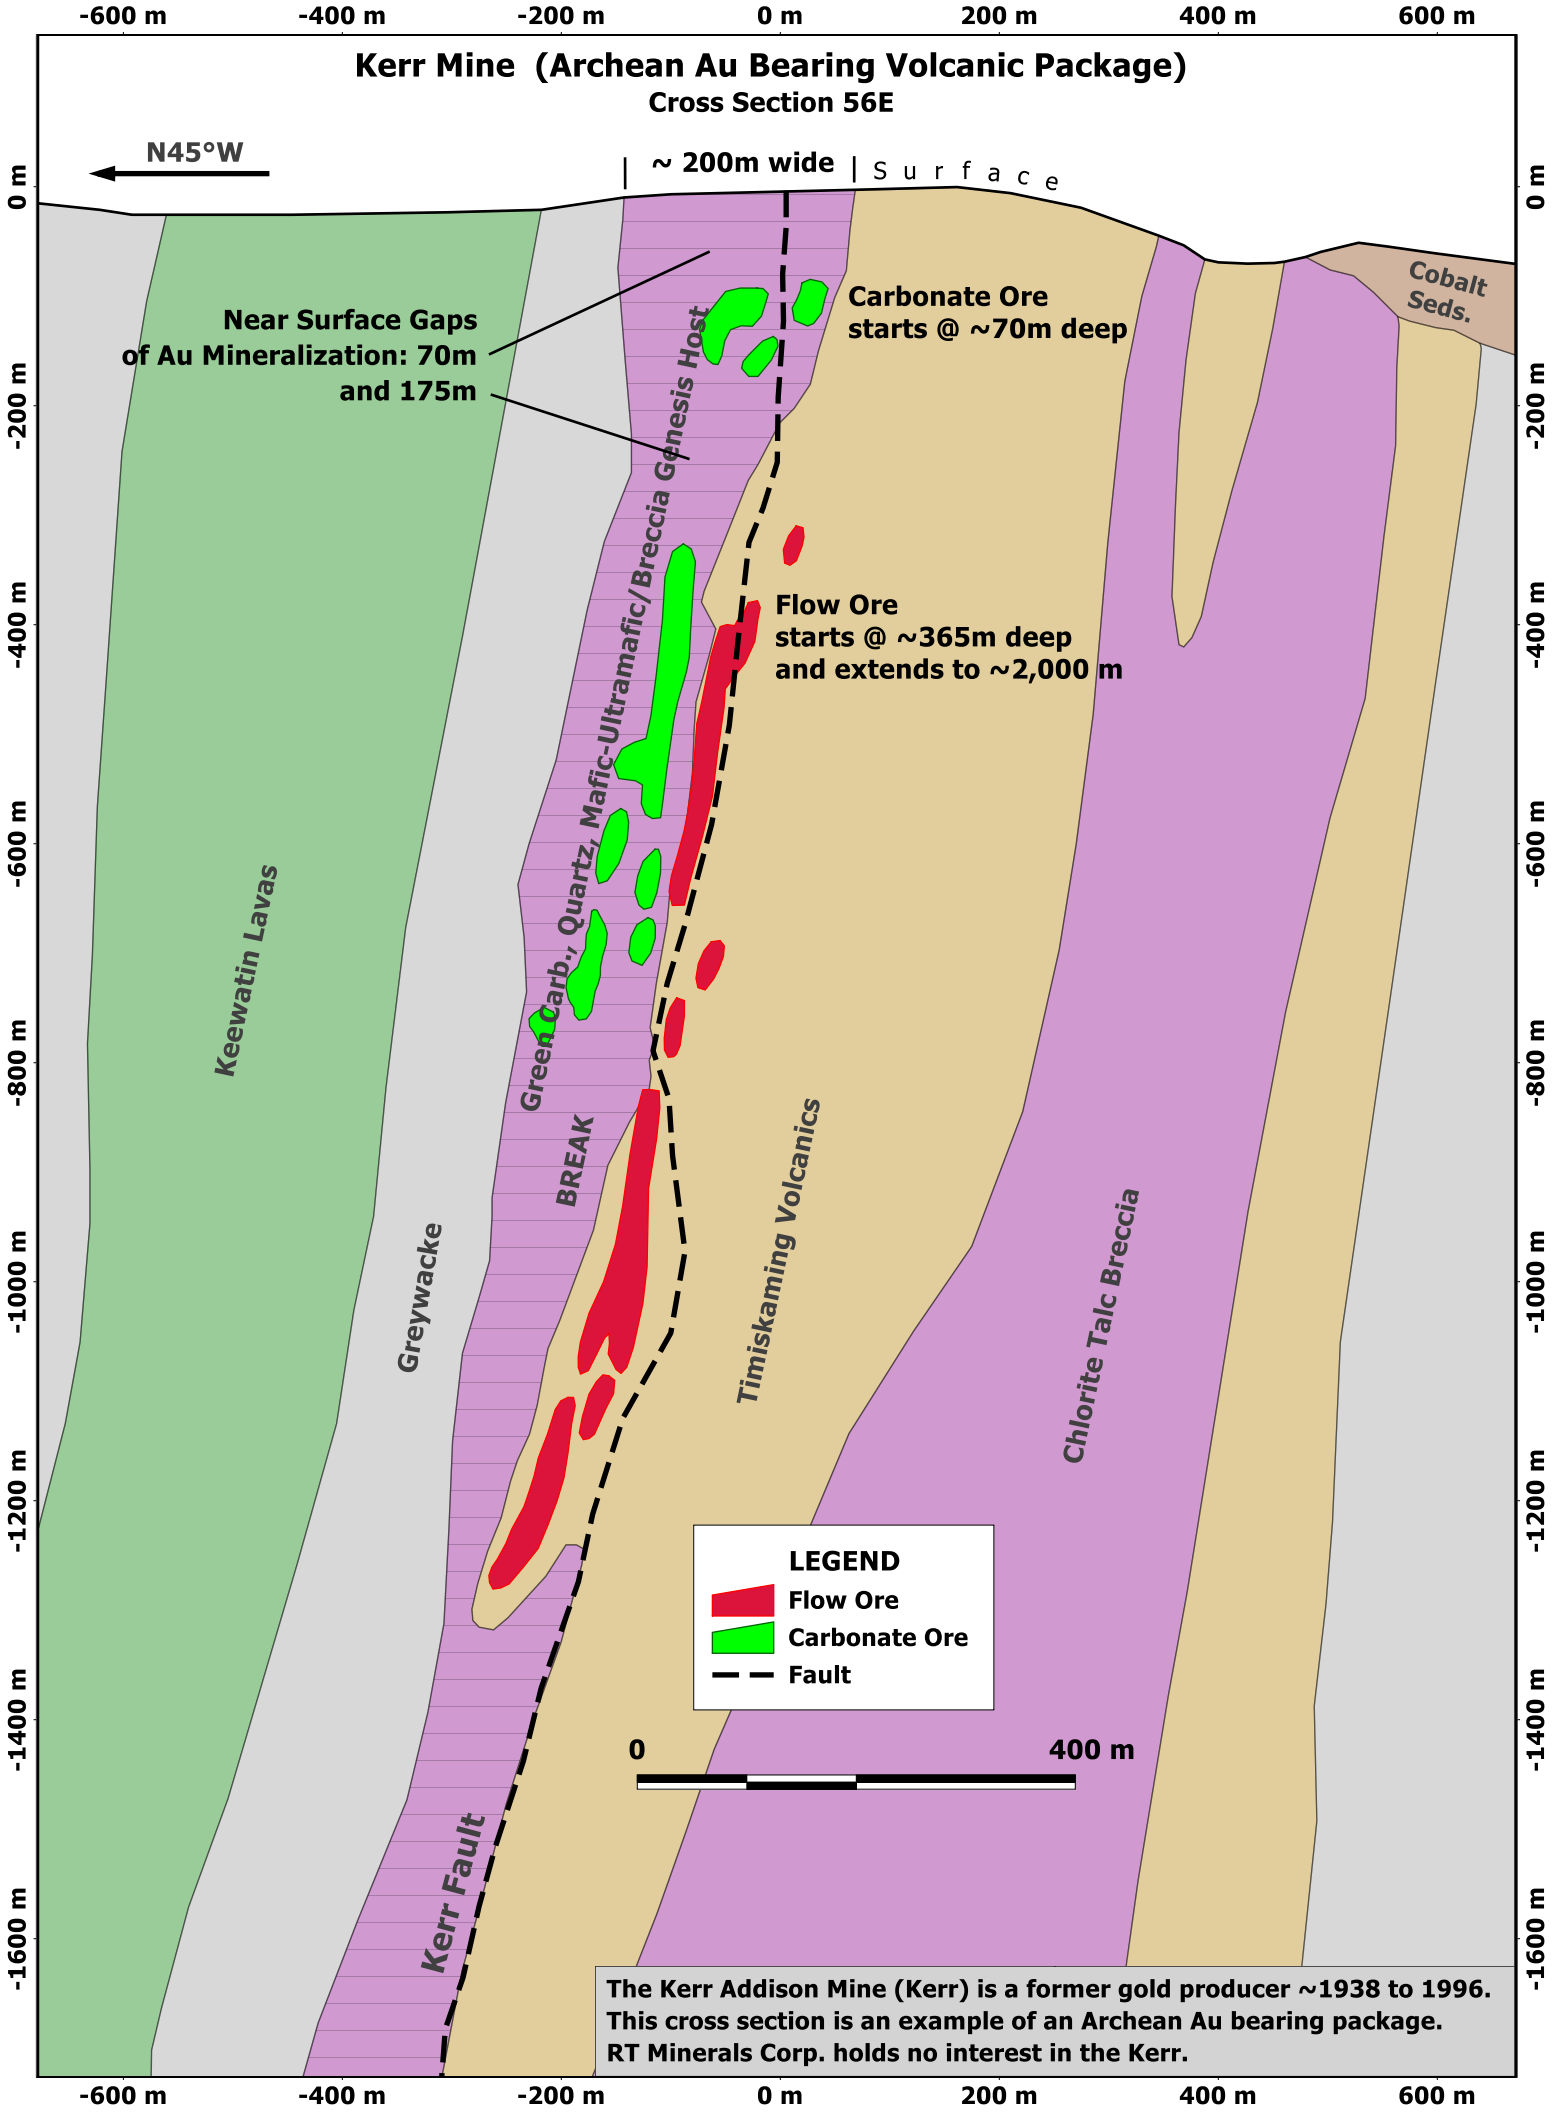 -600 m
-400 m
-200 m
0 m
200 m
400 m
600 m
Kerr Mine (Archean Au Bearing Volcanic Package)
Cross Section 56E
N45°W
~ 200m wide
Surface
0 m
0 m
Cobalt
Seds.
Carbonate Ore
starts @ ~70m deep
Near Surface Gaps
of Au Mineralization: 70m
and 175m
-200 m
-200 m
Green Carb., Quartz, Mafic-Ultramafic/Breccia Genesis Host
Flow Ore
starts @ ~365m deep
and extends to ~2,000 m
-400 m
-400 m
-600 m
-600 m
Keewatin Lavas
-800 m
-800 m
BREAK
Timiskaming Volcanics
Greywacke
Chlorite Talc Breccia
-1000 m
-1000 m
-1200 m
-1200 m
LEGEND
Flow Ore
Carbonate Ore
Fault
-1400 m
-1400 m
0
400 m
Kerr Fault
-1600 m
-1600 m
The Kerr Addison Mine (Kerr) is a former gold producer ~1938 to 1996.
This cross section is an example of an Archean Au bearing package.
RT Minerals Corp. holds no interest in the Kerr.
-600 m
-400 m
-200 m
0 m
200 m
400 m
600 m